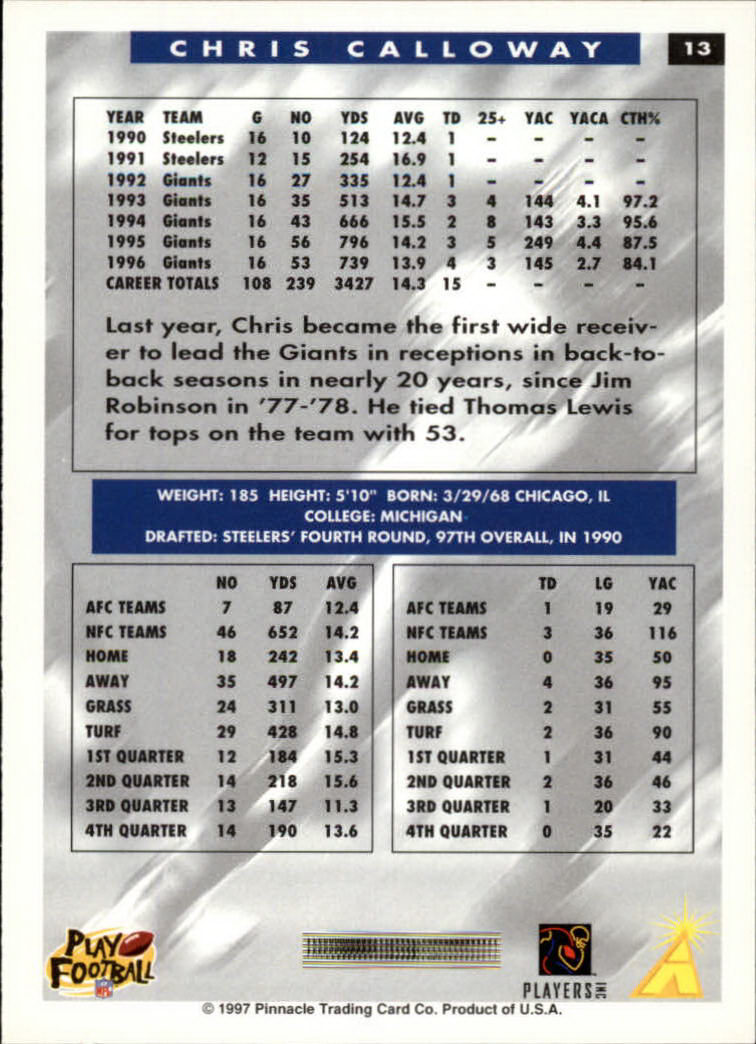 CHRIS CALLOWAY 13
YEAR TEAM G NO YDS AVG TD 25+ YAC YACA CTH%
1990 Steelers 16 10 124 12.4 1 - - - -
1991 Steelers 12 15 254 16.9 1 - - - -
1992 Giants 16 27 335 12.4 1 - - - -
1993 Giants 16 35 513 14.7 3 4 144 4.1 97.2
1994 Giants 16 43 666 15.5 2 8 143 3.3 95.6
1995 Giants 16 56 796 14.2 3 5 249 4.4 87.5
1996 Giants 16 53 739 13.9 4 3 145 2.7 84.1
CAREER TOTALS 108 239 3427 14.3 15 - - - -
Last year, Chris became the first wide receiv-
er to lead the Giants in receptions in back-to-
back seasons in nearly 20 years, since Jim
Robinson in '77-'78. He tied Thomas Lewis
for tops on the team with 53.
WEIGHT: 185 HEIGHT: 5'10" BORN: 3/29/68 CHICAGO, IL
COLLEGE: MICHIGAN
DRAFTED: STEELERS' FOURTH ROUND, 97TH OVERALL, IN 1990
NO YDS AVG
AFC TEAMS 7 87 12.4
NFC TEAMS 46 652 14.2
HOME 18 242 13.4
AWAY 35 497 14.2
GRASS 24 311 13.0
TURF 29 428 14.8
1ST QUARTER 12 184 15.3
2ND QUARTER 14 218 15.6
3RD QUARTER 13 147 11.3
4TH QUARTER 14 190 13.6
TD LG YAC
AFC TEAMS 1 19 29
NFC TEAMS 3 36 116
HOME 0 35 50
AWAY 4 36 95
GRASS 2 31 55
TURF 2 36 90
1ST QUARTER 1 31 44
2ND QUARTER 2 36 46
3RD QUARTER 1 20 33
4TH QUARTER 0 35 22
PLAY
FOOTBALL
NFL
PLAYERS INC
© 1997 Pinnacle Trading Card Co. Product of U.S.A.